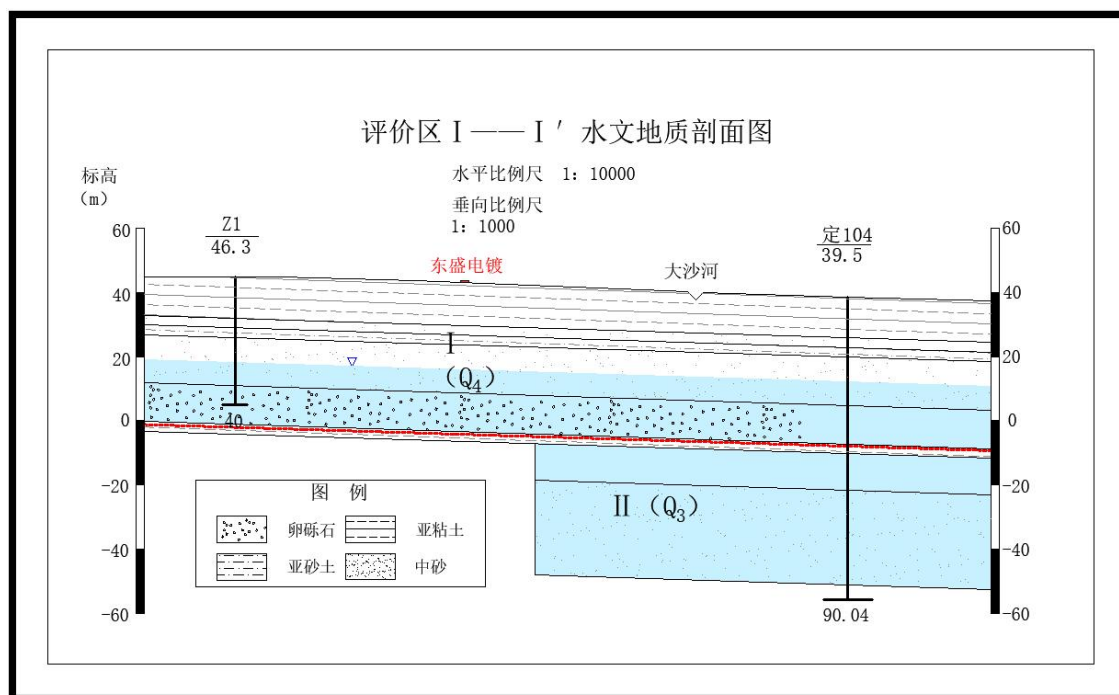 评价区Ⅰ——Ⅰ′水文地质剖面图
水平比例尺 1: 10000
垂向比例尺
1: 1000
标高
(m)
Z1
46.3
定104
39.5
东盛电镀
大沙河
60
40
20
0
-20
-40
-60
60
40
20
0
-20
-40
-60
Ⅰ
(Q₄)
40
Ⅱ (Q₃)
图 例
卵砾石
亚粘土
亚砂土
中砂
90.04